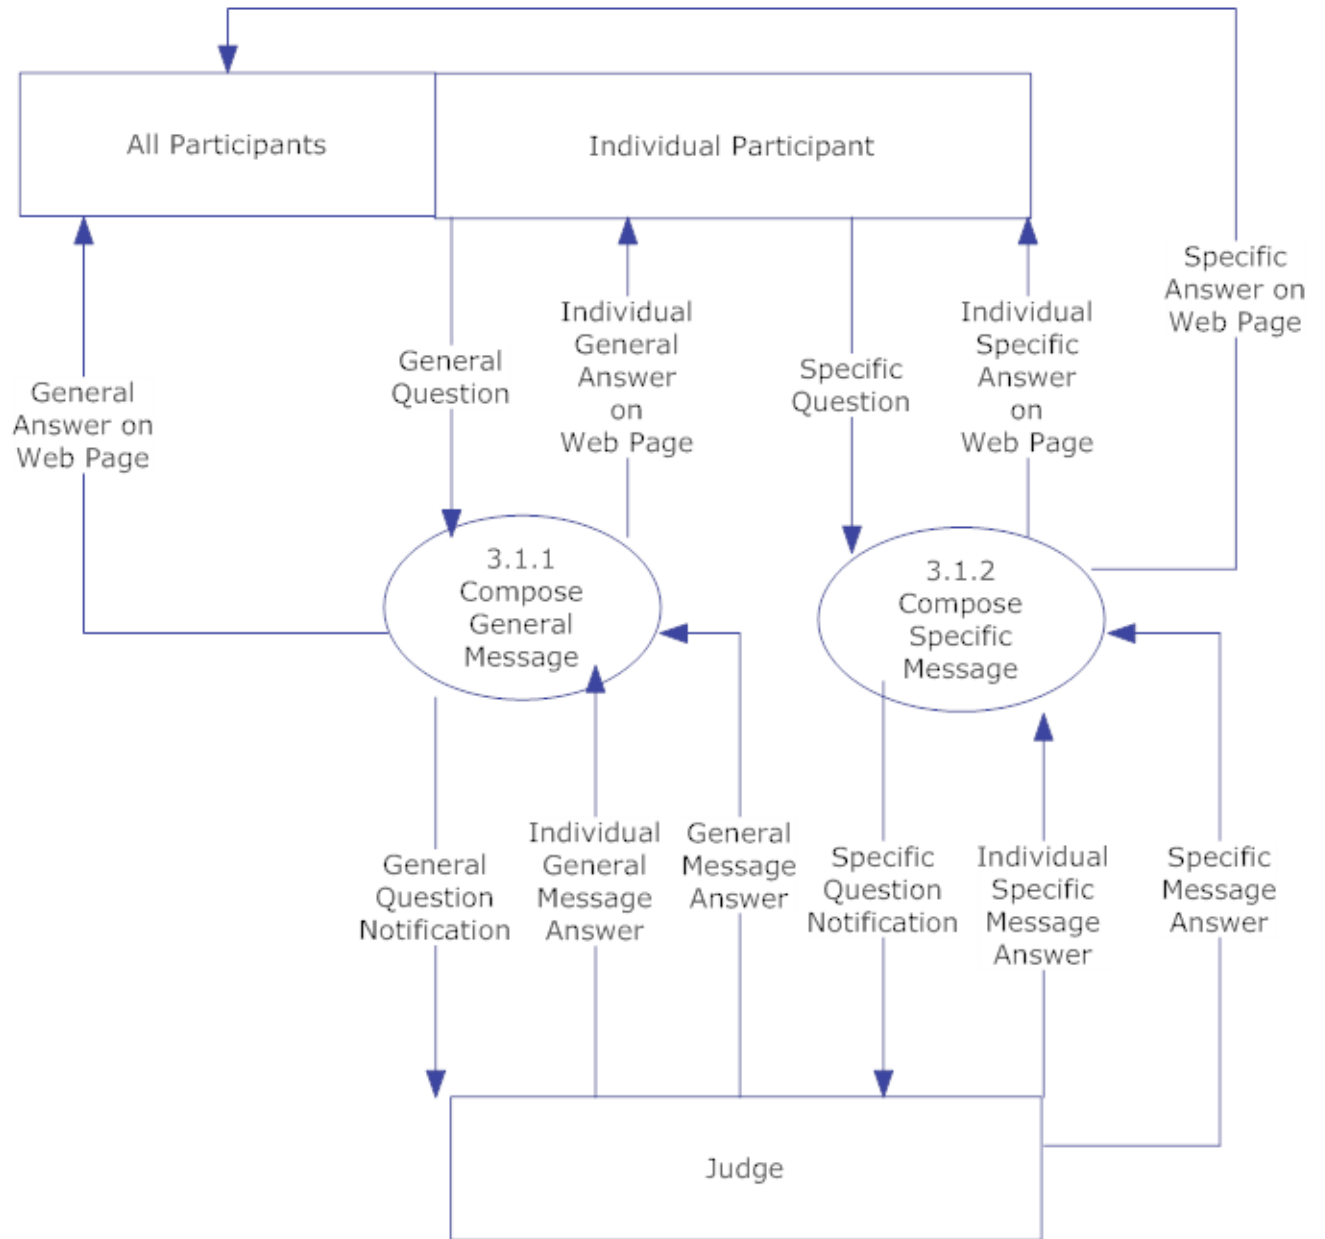 All Participants
Individual Participant
Specific
Answer on
Web Page
Individual
General
Answer
on
Web Page
Individual
Specific
Answer
on
Web Page
General
Question
Specific
Question
General
Answer on
Web Page
3.1.1
Compose
General
Message
3.1.2
Compose
Specific
Message
General
Question
Notification
Individual
General
Message
Answer
General
Message
Answer
Specific
Question
Notification
Individual
Specific
Message
Answer
Specific
Message
Answer
Judge